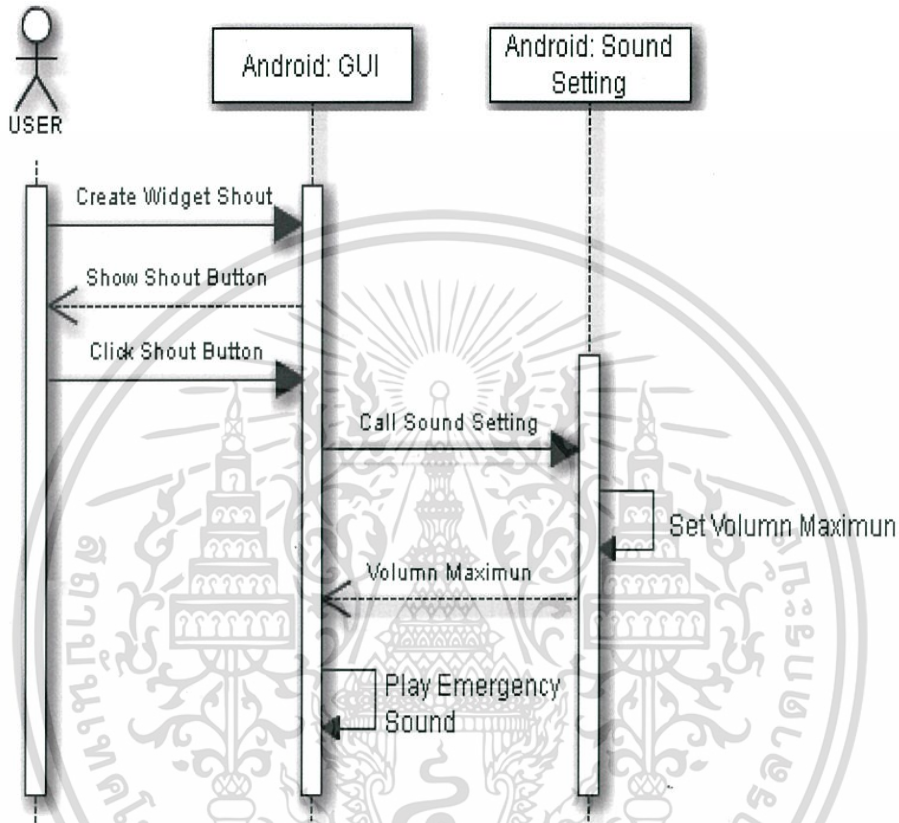 Android: GUI
Android: Sound
Setting
USER
Create Widget Shout
Show Shout Button
Click Shout Button
Call Sound Setting
Set Volumn Maximun
Volumn Maximun
Play Emergency
Sound